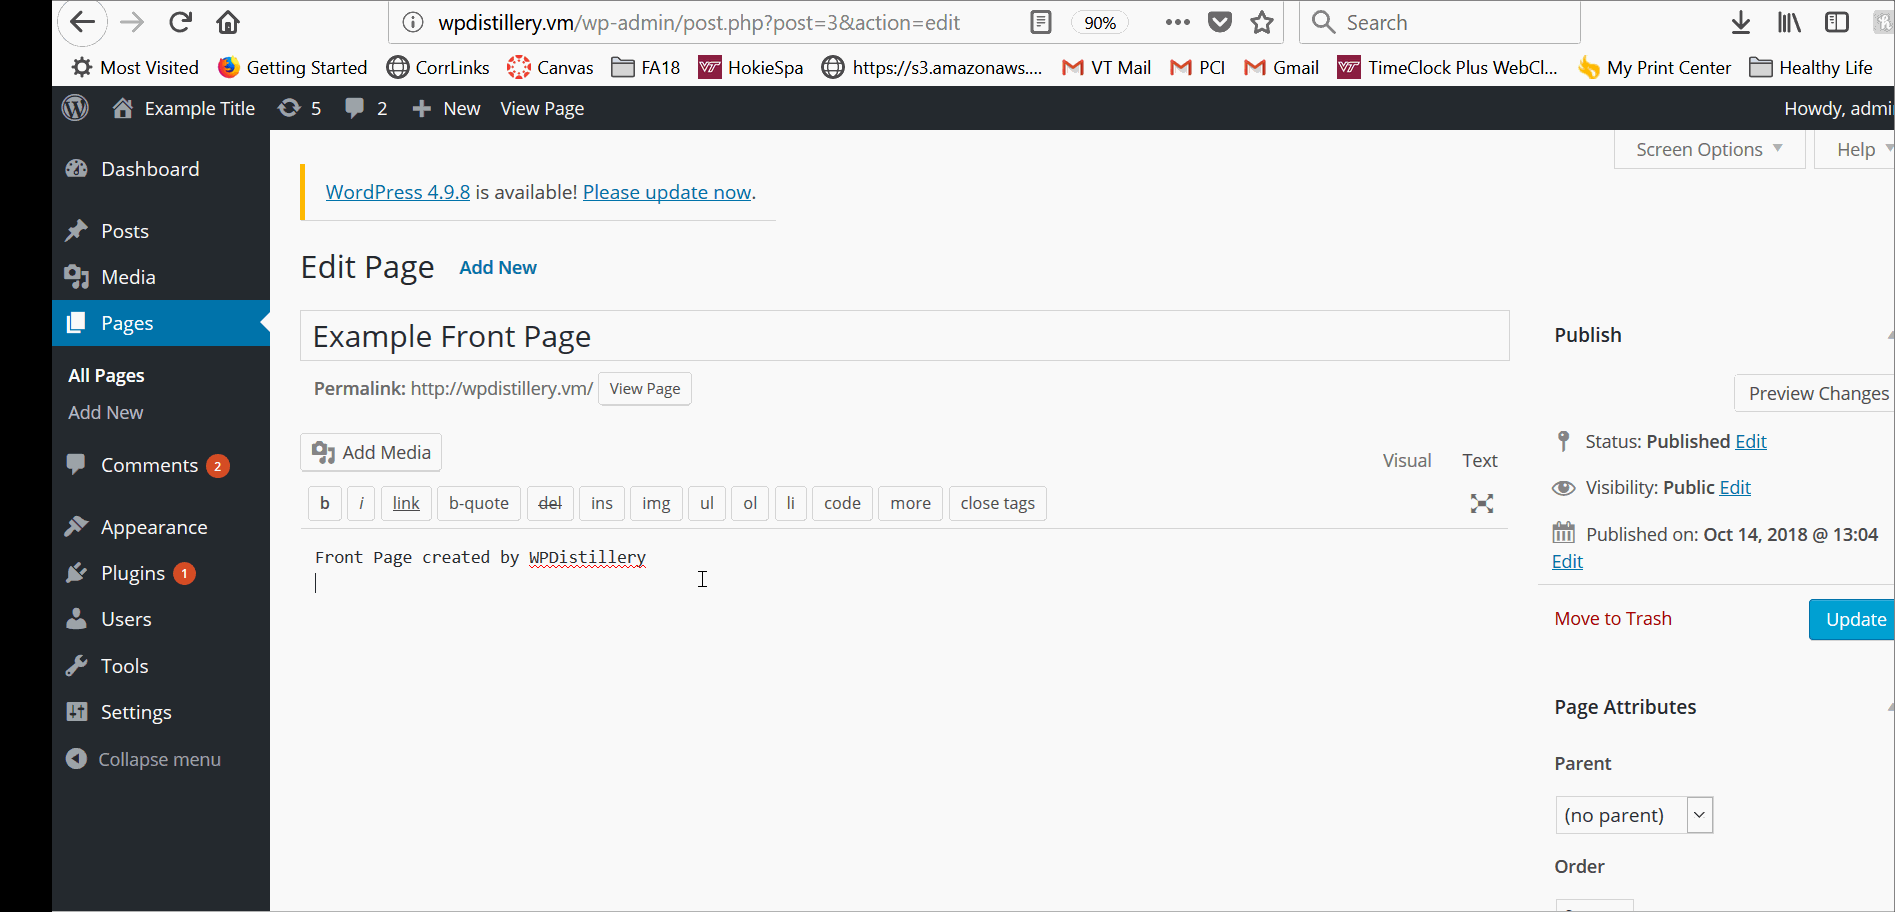 wpdistillery.vm/wp-admin/post.php?post=3&action=edit 90% Search
Most Visited Getting Started CorrLinks Canvas FA18 HokieSpa https://s3.amazonaws.... VT Mail PCI Gmail TimeClock Plus WebCl... My Print Center Healthy Life
Example Title 5 2 New View Page Howdy, admi
Screen Options Help
Dashboard
WordPress 4.9.8 is available! Please update now.
Posts
Media
Pages
All Pages
Add New
Comments 2
Appearance
Plugins 1
Users
Tools
Settings
Collapse menu
Edit Page Add New
Example Front Page
Permalink: http://wpdistillery.vm/ View Page
Add Media
Visual Text
b i link b-quote del ins img ul ol li code more close tags
Front Page created by WPDistillery
Publish
Preview Changes
Status: Published Edit
Visibility: Public Edit
Published on: Oct 14, 2018 @ 13:04
Edit
Move to Trash Update
Page Attributes
Parent
(no parent)
Order